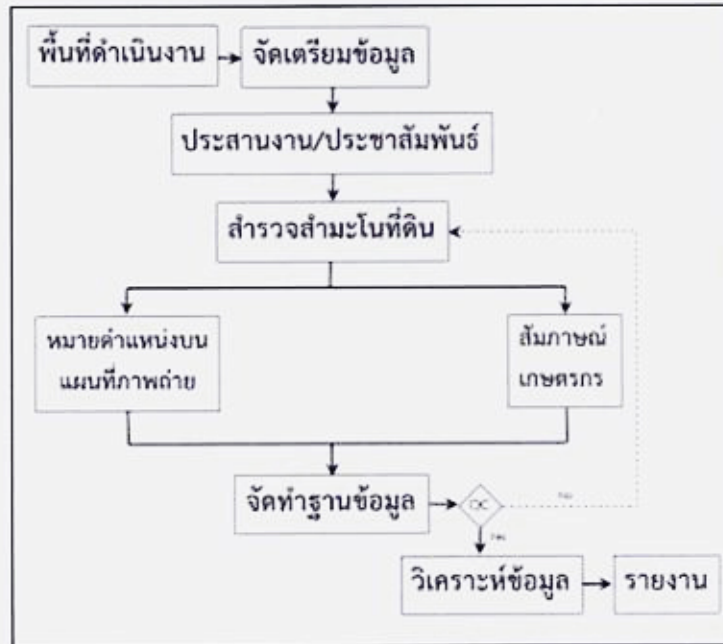 พื้นที่ดำเนินงาน
จัดเตรียมข้อมูล
ประสานงาน/ประชาสัมพันธ์
สำรวจสำมะโนที่ดิน
หมายตำแหน่งบน
แผนที่ภาพถ่าย
สัมภาษณ์
เกษตรกร
จัดทำฐานข้อมูล
QC
Yes
วิเคราะห์ข้อมูล
รายงาน